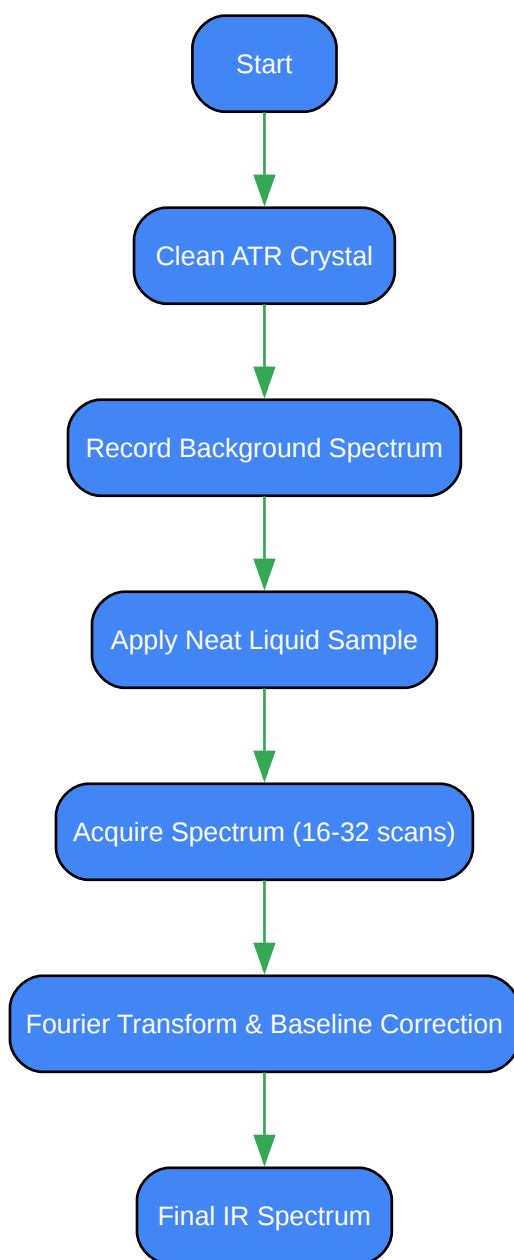 Start
Clean ATR Crystal
Record Background Spectrum
Apply Neat Liquid Sample
Acquire Spectrum (16-32 scans)
Fourier Transform & Baseline Correction
Final IR Spectrum